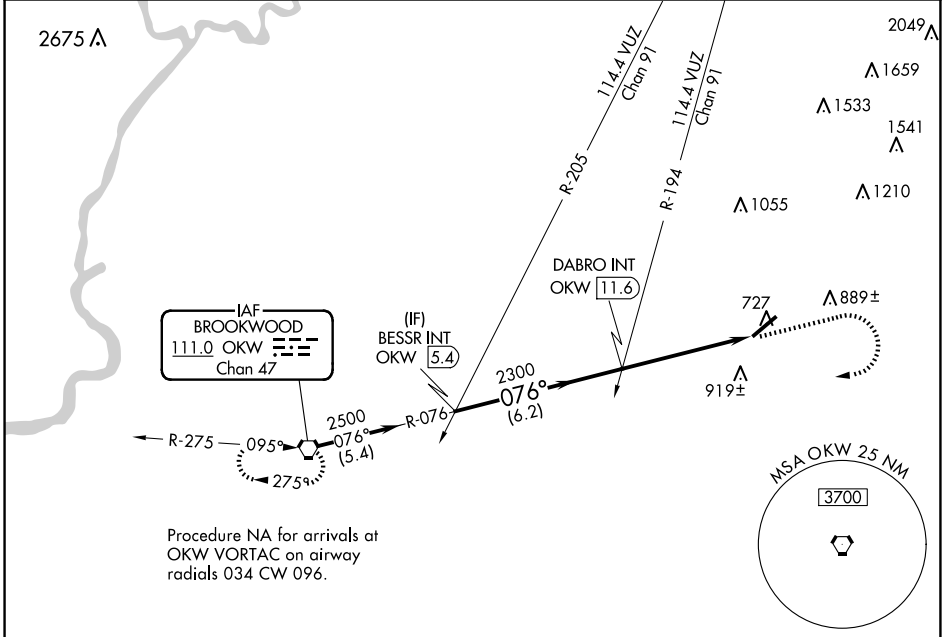 2675
2049
1659
1533
1541
1210
1055
114.4 VUZ
Chan 91
R-205
114.4 VUZ
Chan 91
R-194
DABRO INT
OKW 11.6
727
889±
919±
IAF
BROOKWOOD
111.0 OKW
Chan 47
(IF)
BESSR INT
OKW 5.4
2300
076°
(6.2)
2500
076°
(5.4)
R-076
R-275
095°
275°
MSA OKW 25 NM
3700
Procedure NA for arrivals at
OKW VORTAC on airway
radials 034 CW 096.